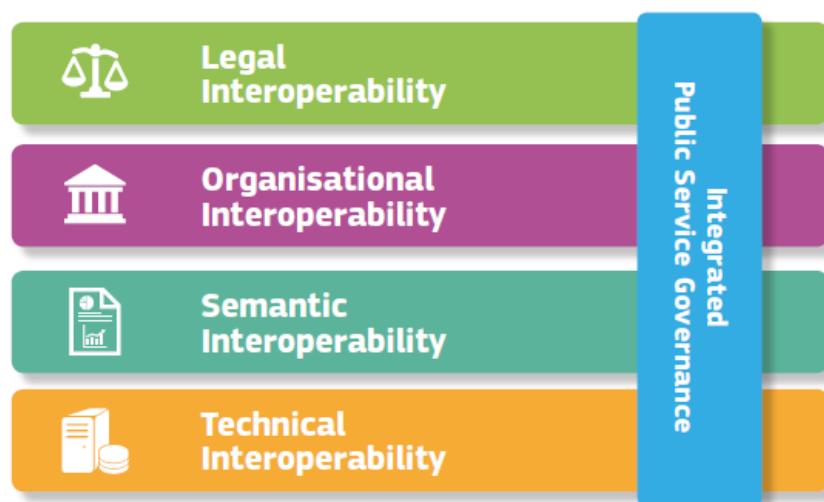 Legal
Interoperability
Organisational
Interoperability
Semantic
Interoperability
Technical
Interoperability
Integrated
Public Service Governance